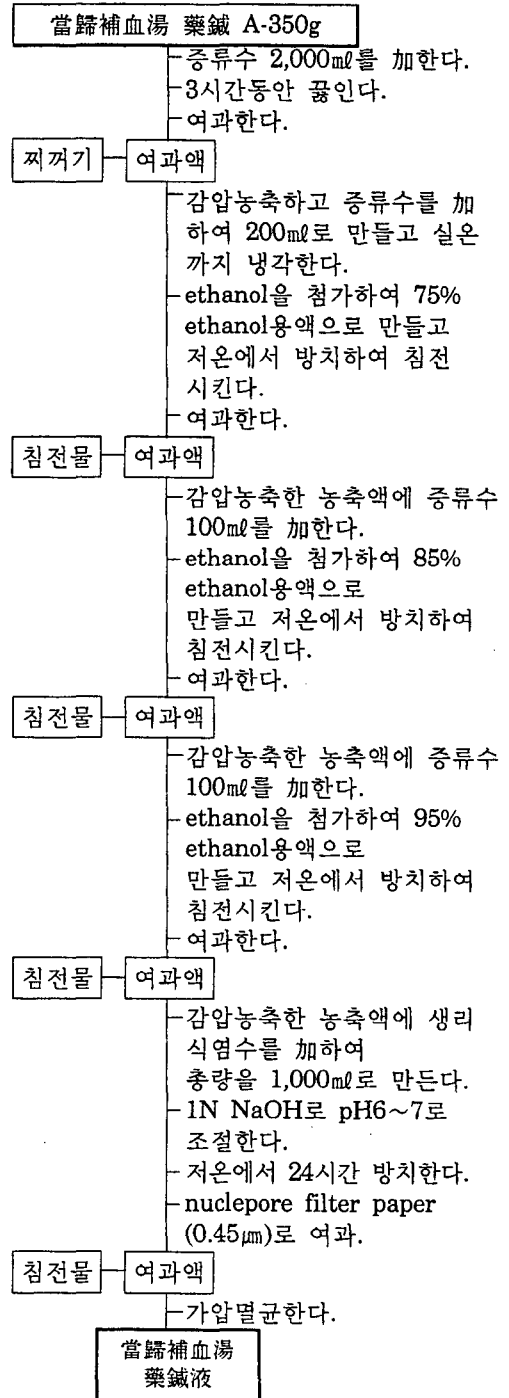 當歸補血湯 藥鍼 A-350g
증류수 2,000㎖를 加한다.
3시간동안 끓인다.
여과한다.
찌꺼기 여과액
감압농축하고 증류수를 加
하여 200㎖로 만들고 실온
까지 냉각한다.
ethanol을 첨가하여 75%
ethanol용액으로 만들고
저온에서 방치하여 침전
시킨다.
여과한다.
침전물 여과액
감압농축한 농축액에 증류수
100㎖를 加한다.
ethanol을 첨가하여 85%
ethanol용액으로
만들고 저온에서 방치하여
침전시킨다.
여과한다.
침전물 여과액
감압농축한 농축액에 증류수
100㎖를 加한다.
ethanol을 첨가하여 95%
ethanol용액으로
만들고 저온에서 방치하여
침전시킨다.
여과한다.
침전물 여과액
감압농축한 농축액에 생리
식염수를 加하여
총량을 1,000㎖로 만든다.
1N NaOH로 pH6~7로
조절한다.
저온에서 24시간 방치한다.
nuclepore filter paper
(0.45㎛)로 여과.
침전물 여과액
가압멸균한다.
當歸補血湯
藥鍼液